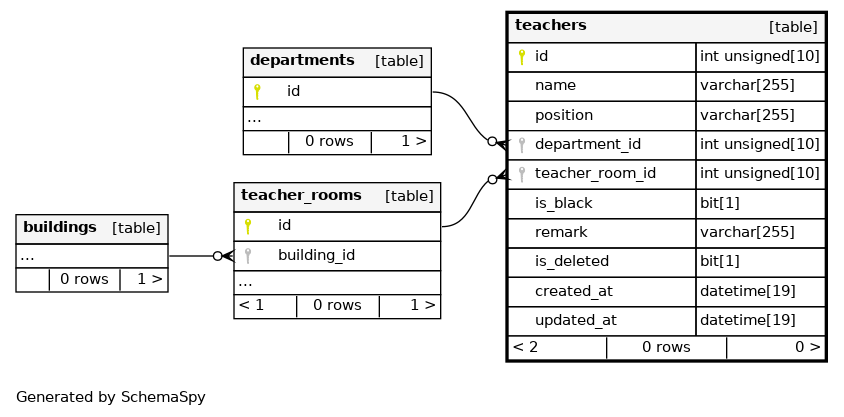 teachers [table]
id int unsigned[10]
name varchar[255]
position varchar[255]
department_id int unsigned[10]
teacher_room_id int unsigned[10]
is_black bit[1]
remark varchar[255]
is_deleted bit[1]
created_at datetime[19]
updated_at datetime[19]
< 2 0 rows 0 >
departments [table]
id
...
0 rows 1 >
teacher_rooms [table]
id
building_id
...
< 1 0 rows 1 >
buildings [table]
...
0 rows 1 >
Generated by SchemaSpy